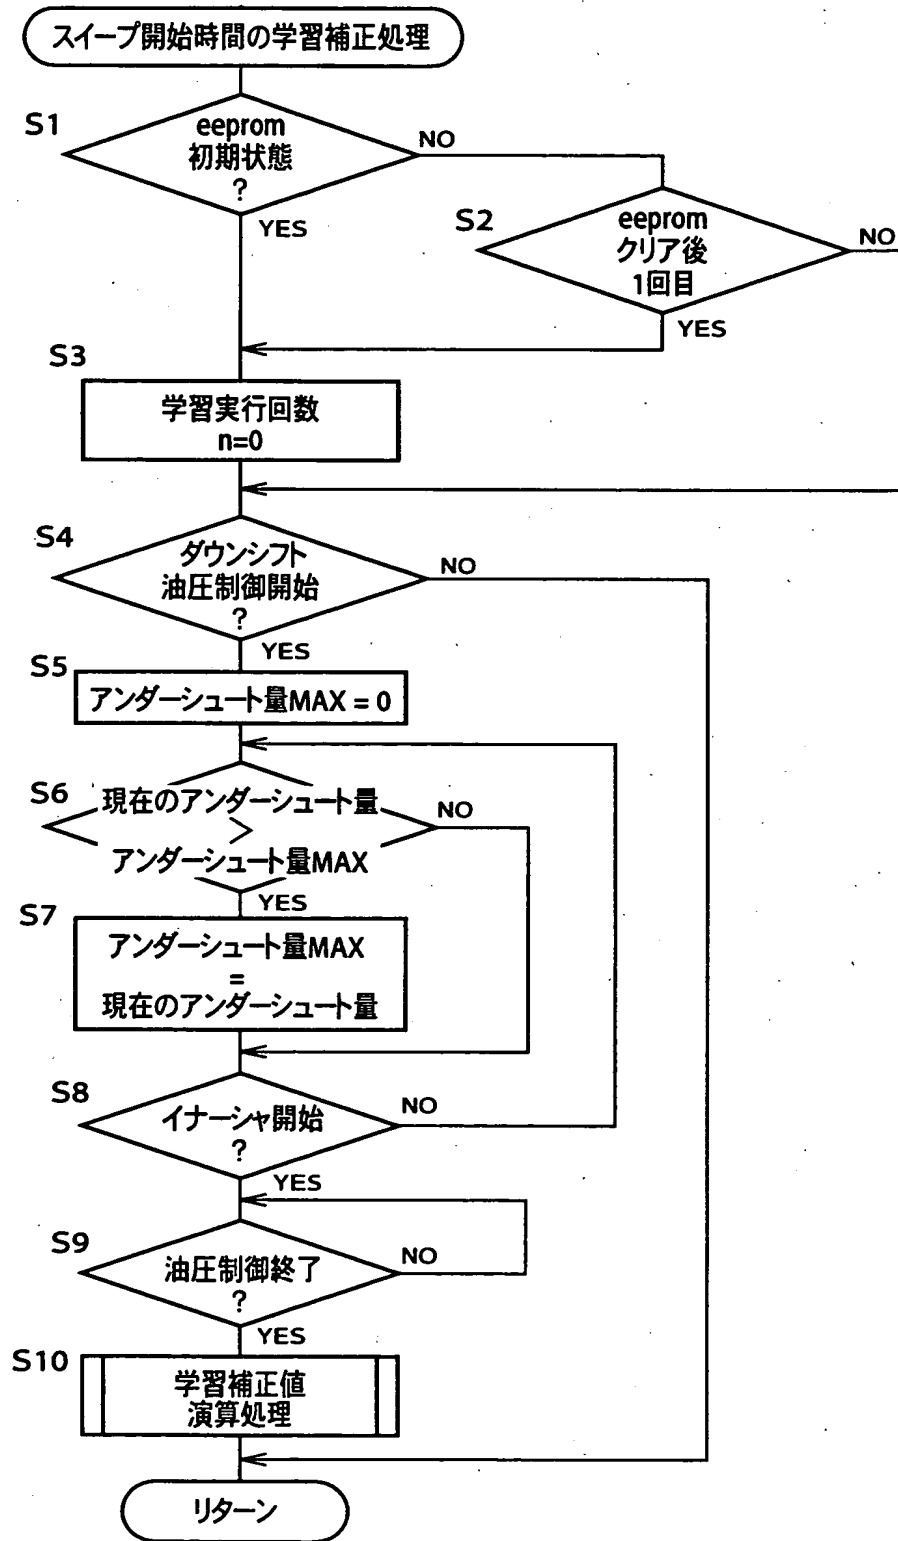 スイープ開始時間の学習補正処理
S1
eeprom
初期状態
?
NO
YES
S2
eeprom
クリア後
1回目
NO
YES
S3
学習実行回数
n=0
S4
ダウンシフト
油圧制御開始
?
NO
YES
S5
アンダーシュート量MAX = 0
S6
現在のアンダーシュート量
>
アンダーシュート量MAX
NO
YES
S7
アンダーシュート量MAX
=
現在のアンダーシュート量
S8
イナーシャ開始
?
NO
YES
S9
油圧制御終了
?
NO
YES
S10
学習補正値
演算処理
リターン